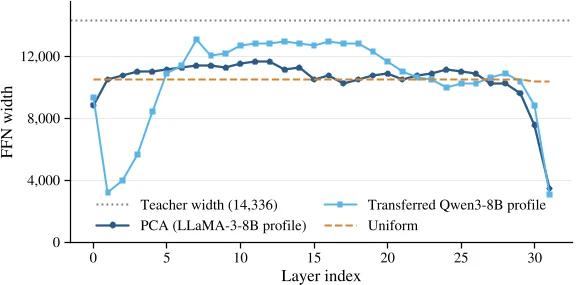 12,000
8,000
4,000
0
FFN width
Teacher width (14,336)
Transferred Qwen3-8B profile
PCA (LLaMA-3-8B profile)
Uniform
0 5 10 15 20 25 30
Layer index